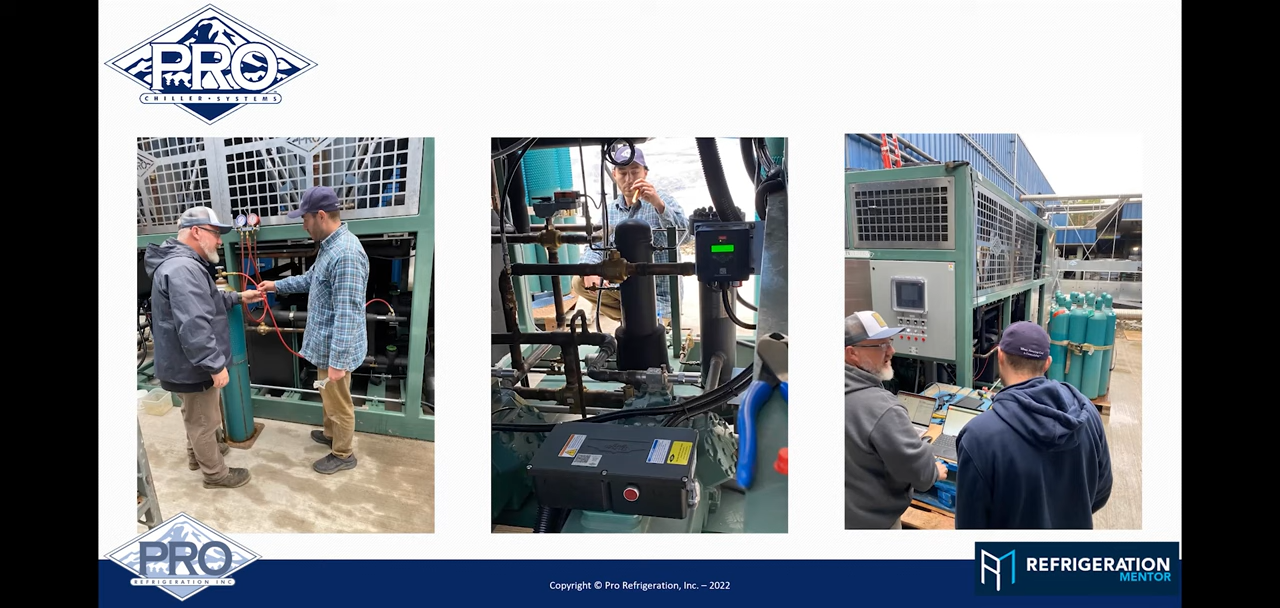 PRO
CHILLER • SYSTEMS
PRO
REFRIGERATION INC
Copyright © Pro Refrigeration, Inc. – 2022
REFRIGERATION
MENTOR